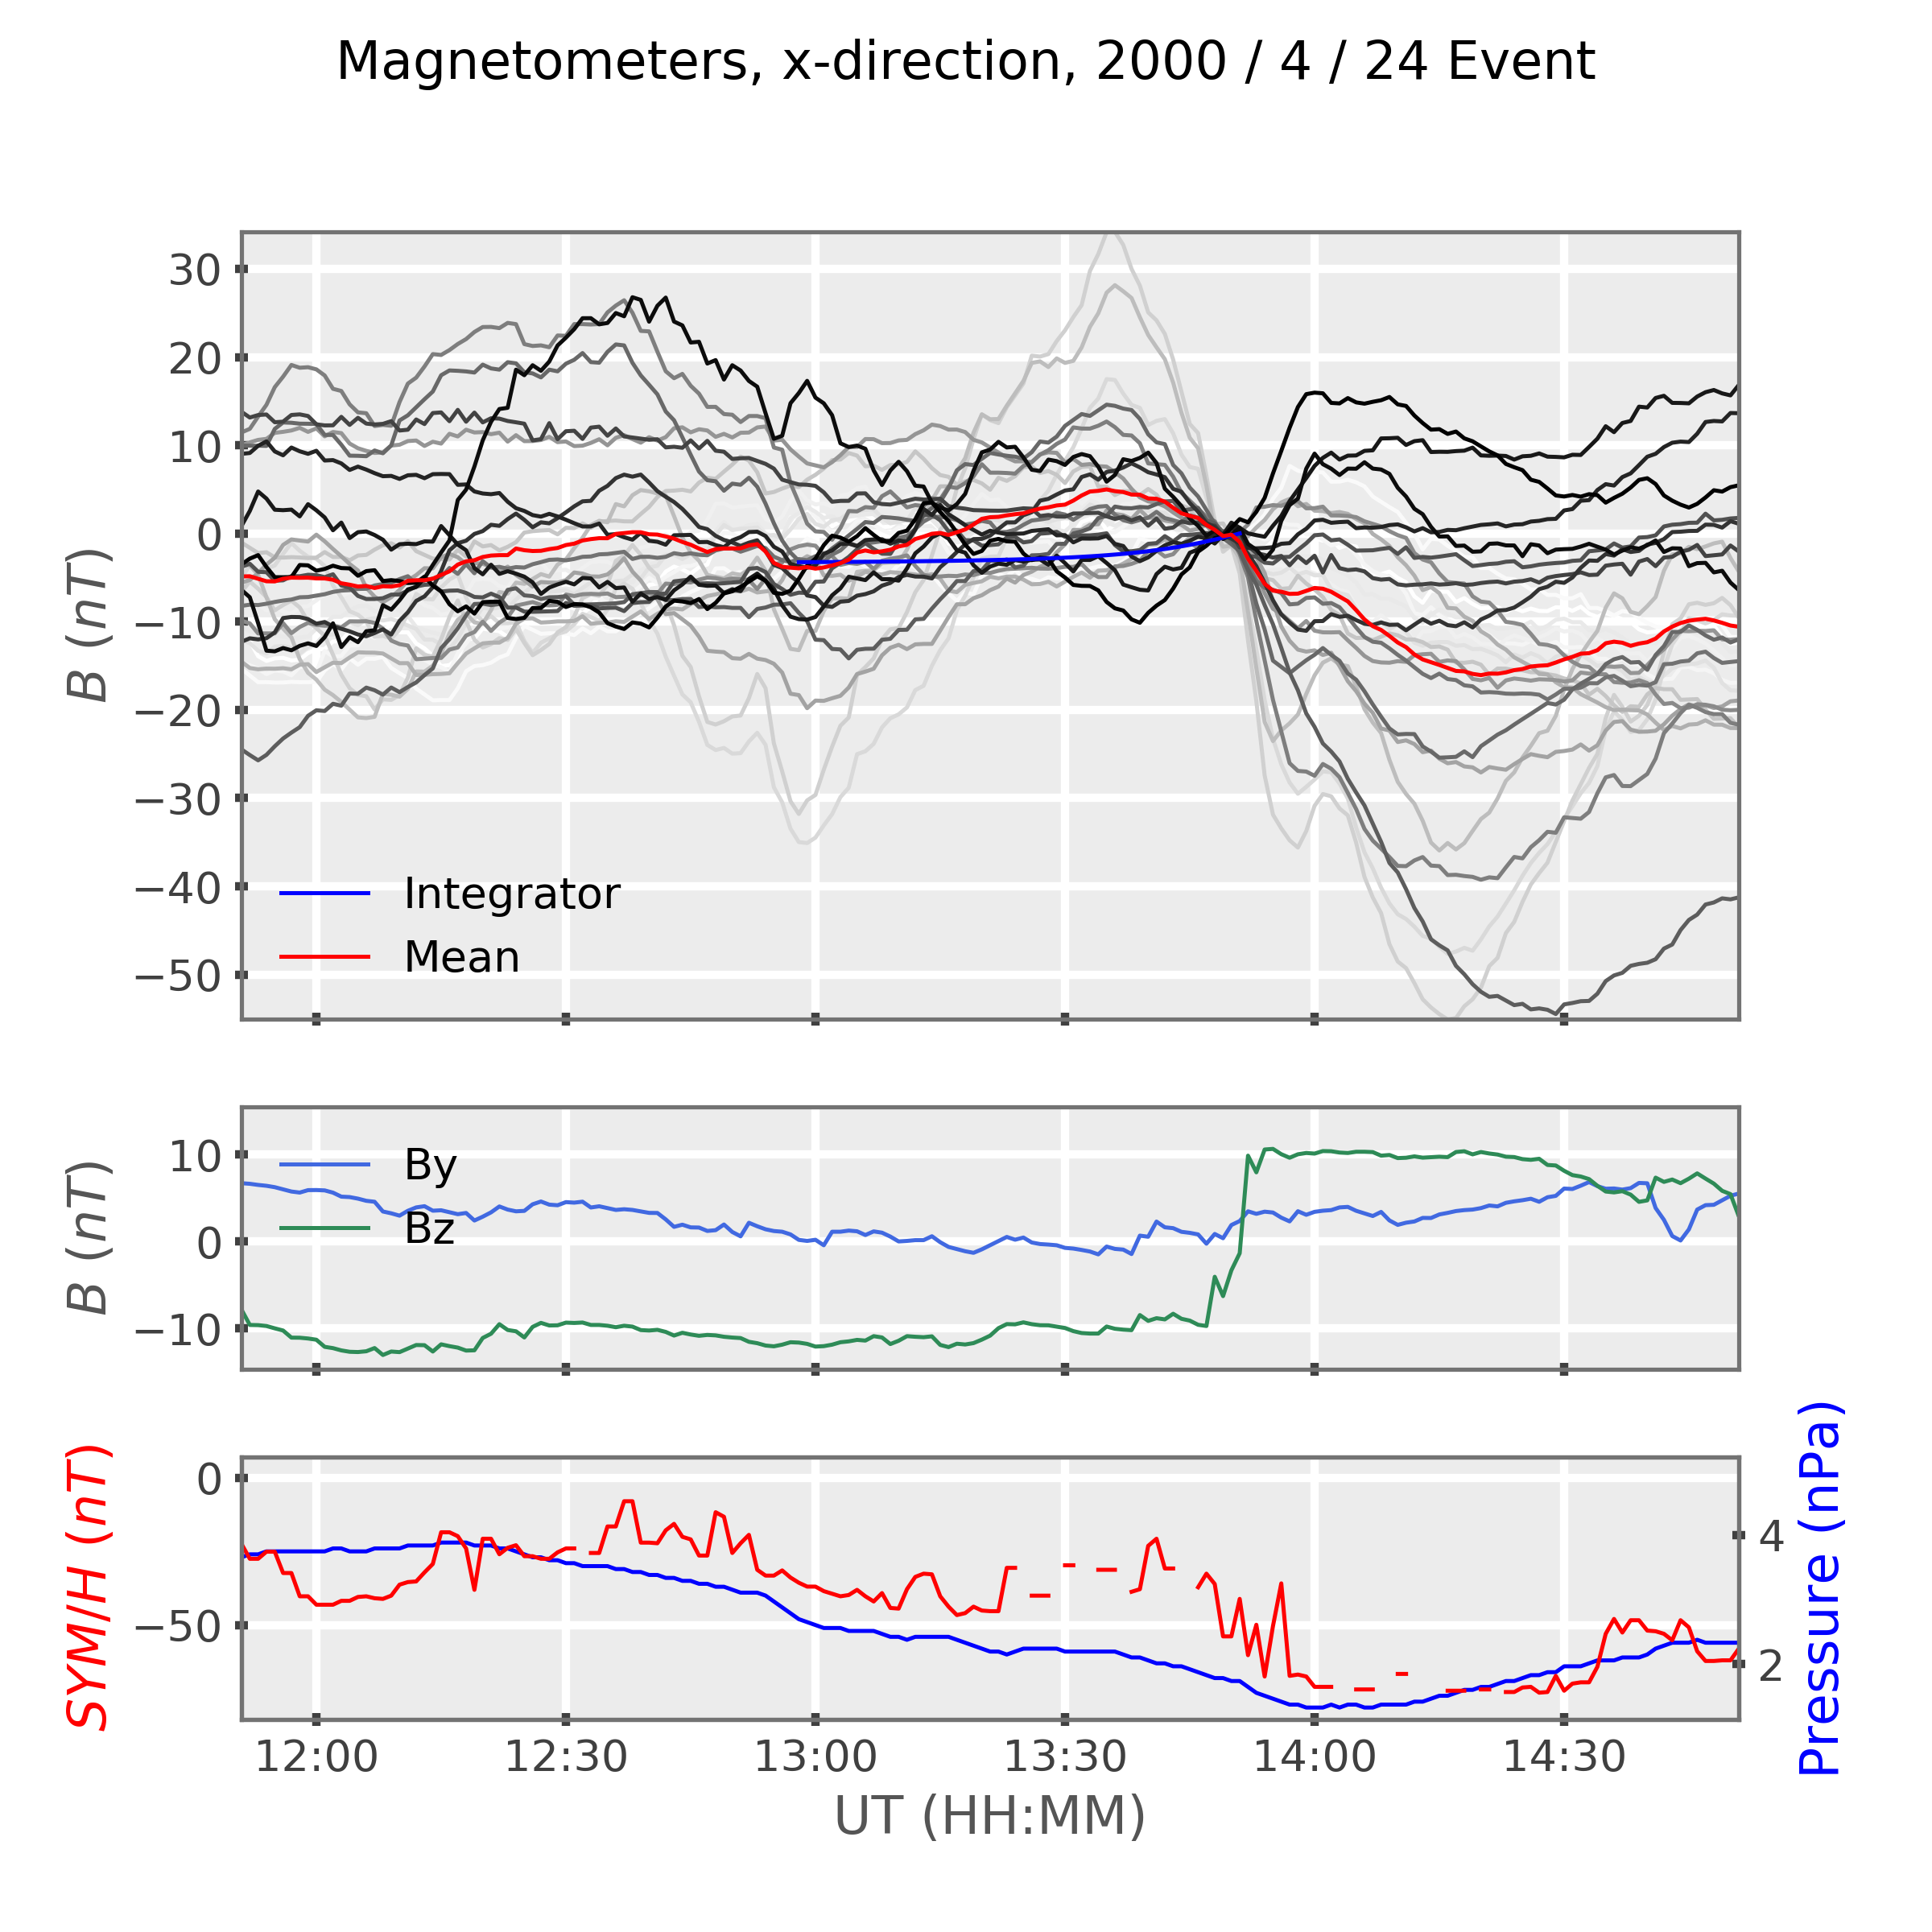 Magnetometers, x-direction, 2000 / 4 / 24 Event
B (nT)
30
20
10
0
−10
−20
−30
−40
−50
Integrator
Mean
B (nT)
10
0
−10
By
Bz
SYM/H (nT)
0
−50
4
2
Pressure (nPa)
12:00 12:30 13:00 13:30 14:00 14:30
UT (HH:MM)